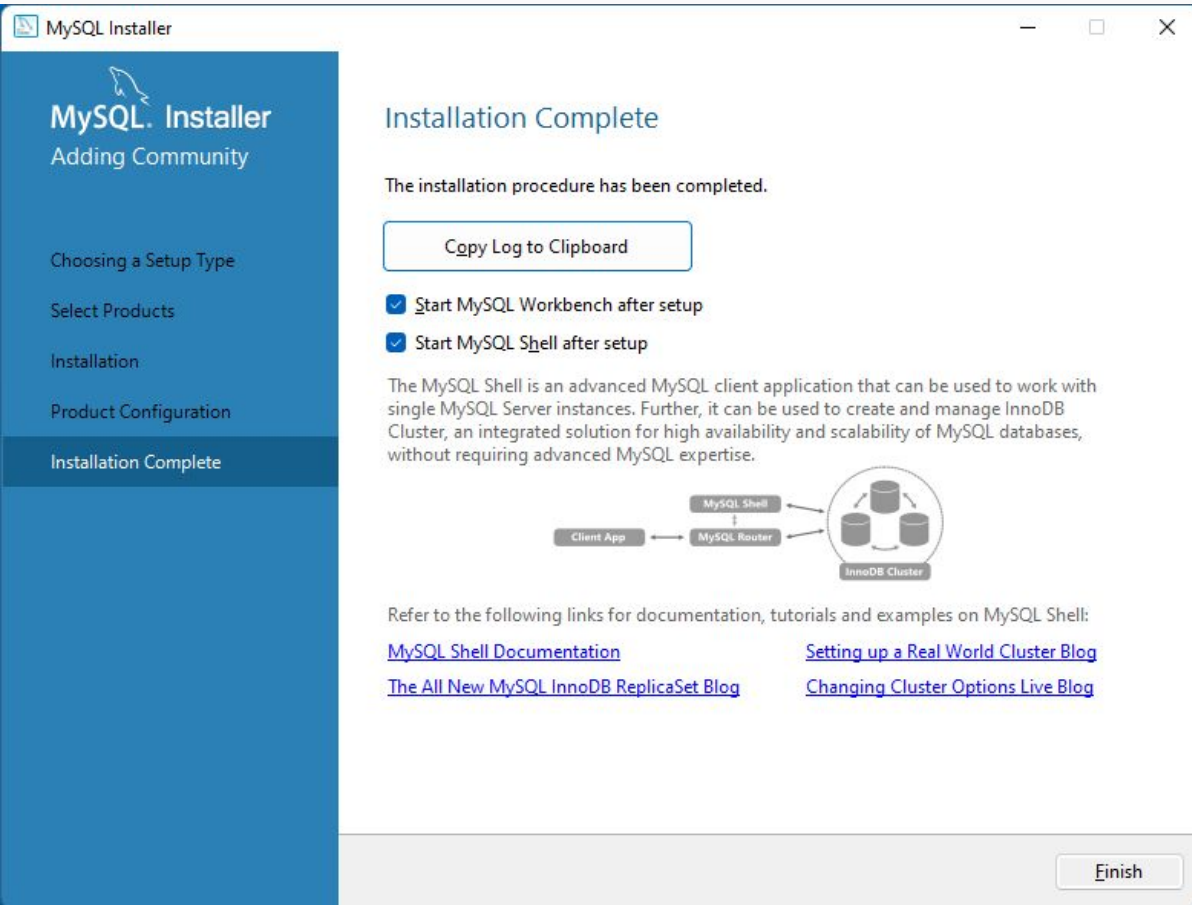 MySQL Installer
MySQL. Installer
Adding Community
Choosing a Setup Type
Select Products
Installation
Product Configuration
Installation Complete
Installation Complete
The installation procedure has been completed.
Copy Log to Clipboard
Start MySQL Workbench after setup
Start MySQL Shell after setup
The MySQL Shell is an advanced MySQL client application that can be used to work with
single MySQL Server instances. Further, it can be used to create and manage InnoDB
Cluster, an integrated solution for high availability and scalability of MySQL databases,
without requiring advanced MySQL expertise.
MySQL Shell
Client App
MySQL Router
InnoDB Cluster
Refer to the following links for documentation, tutorials and examples on MySQL Shell:
MySQL Shell Documentation
Setting up a Real World Cluster Blog
The All New MySQL InnoDB ReplicaSet Blog
Changing Cluster Options Live Blog
Finish